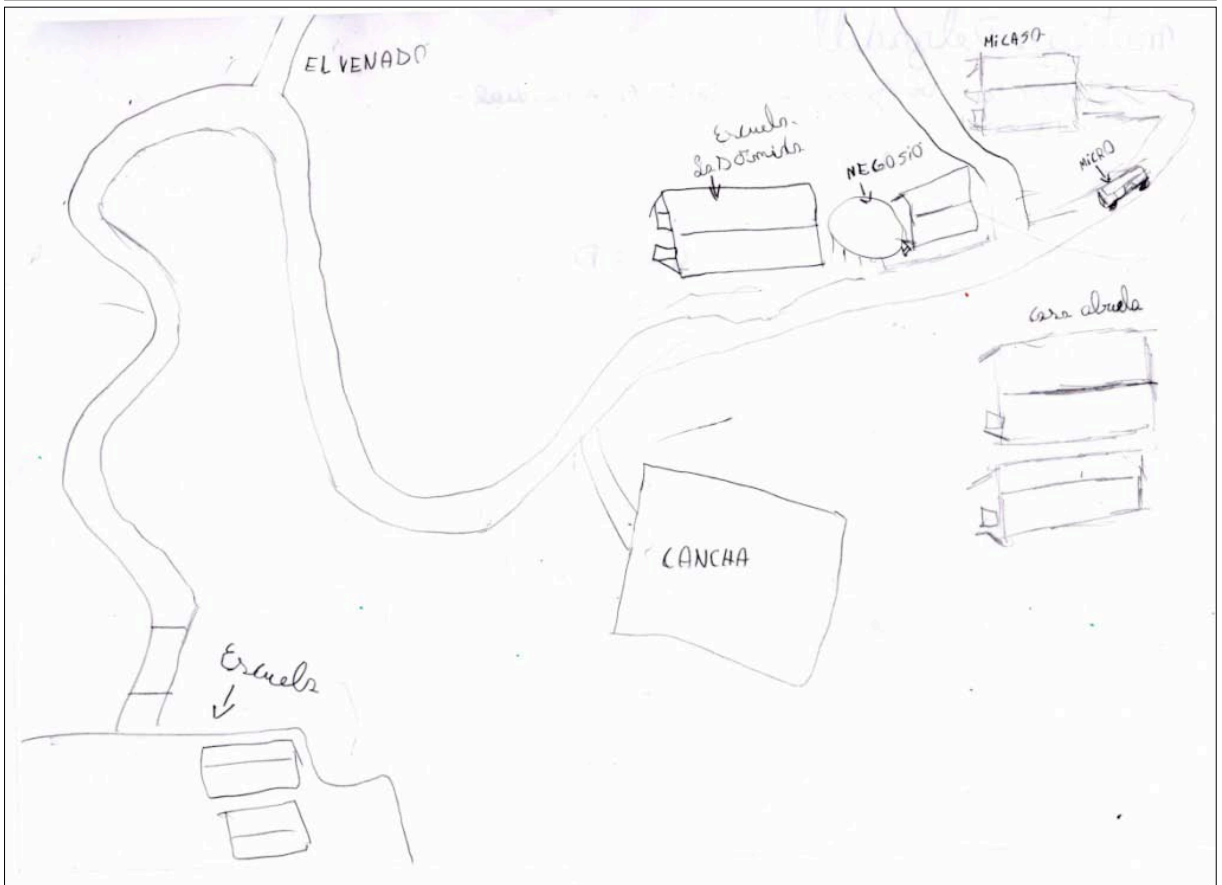 EL VENADO
MiCASA
Escuela
La Dormida
NEGOSIO
MiCRO
Casa abuela
CANCHA
Escuela